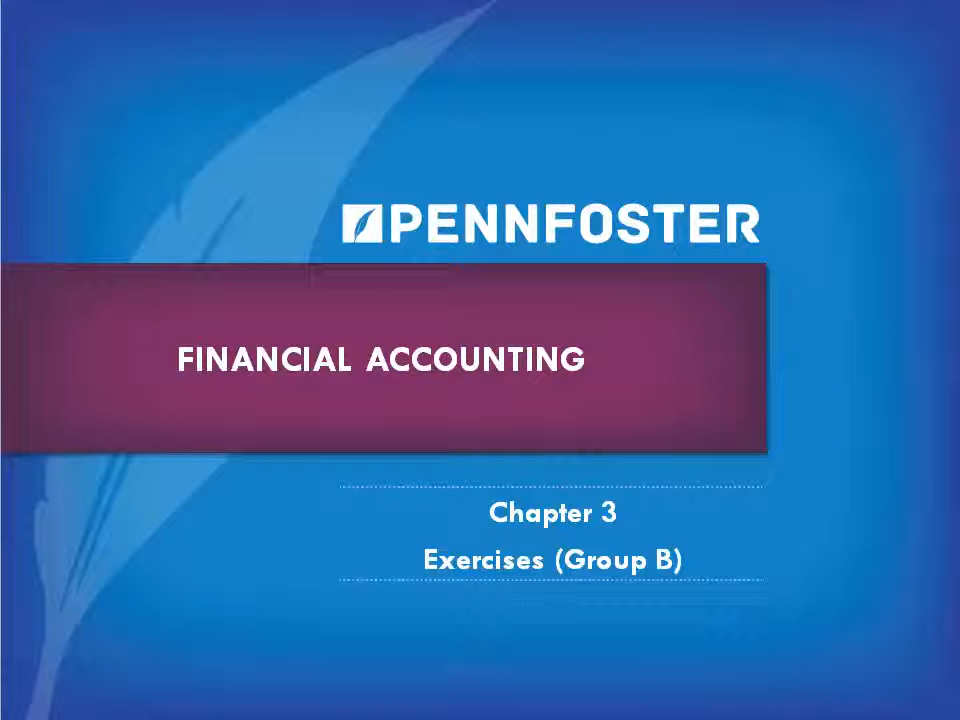 PENNFOSTER
FINANCIAL ACCOUNTING
Chapter 3
Exercises (Group B)